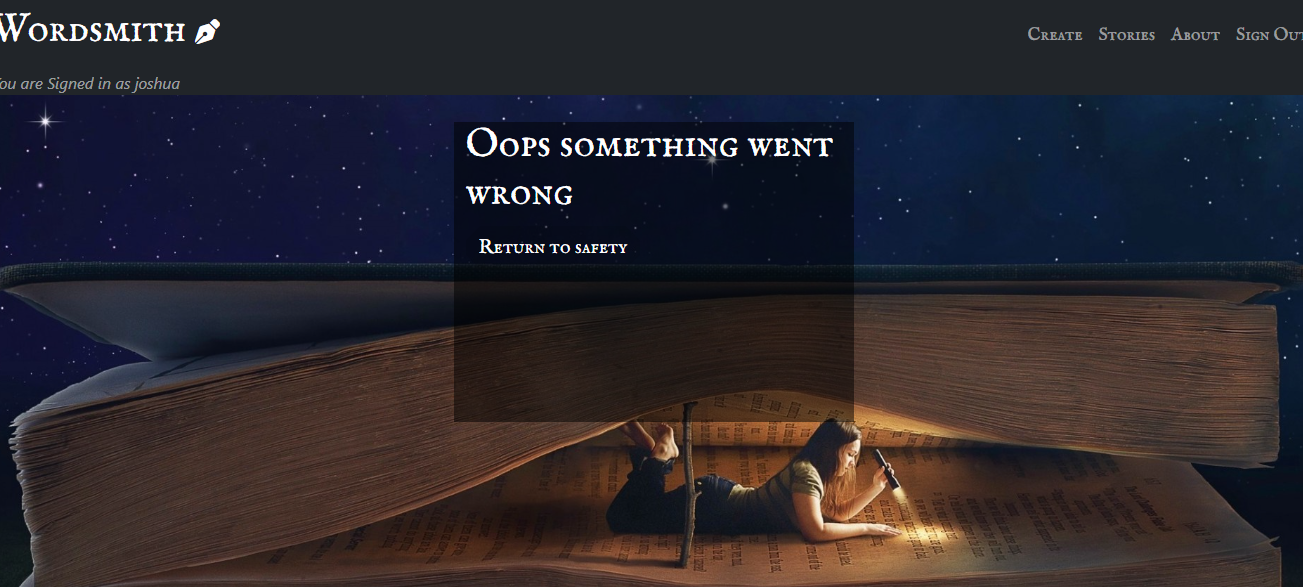 Wordsmith
Create Stories About Sign Out
You are Signed in as joshua
Oops something went
wrong
Return to safety